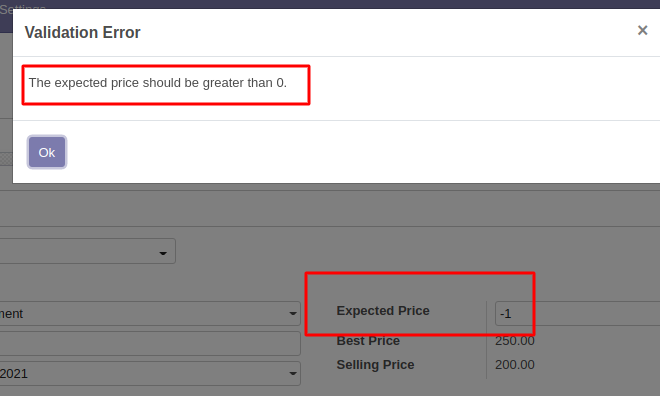 Settings
Validation Error
×
The expected price should be greater than 0.
Ok
ment
Expected Price
-1
Best Price
250.00
2021
Selling Price
200.00